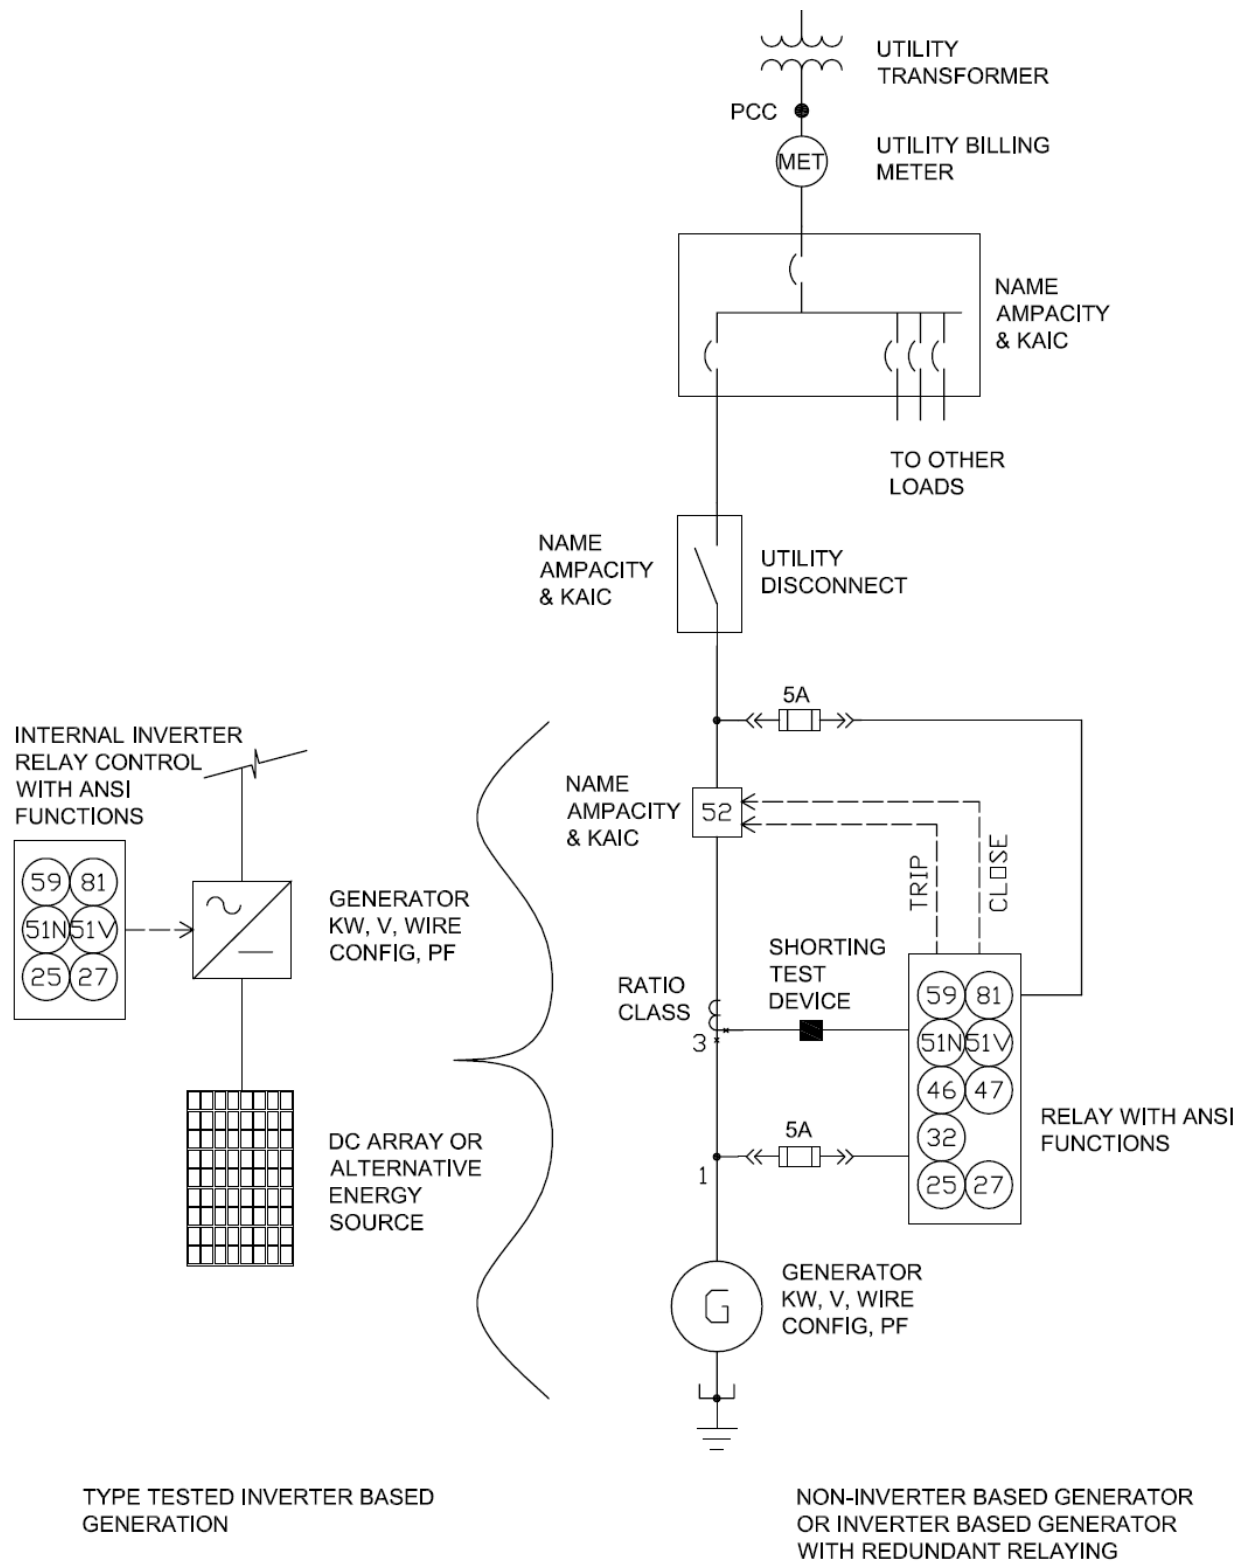 UTILITY
TRANSFORMER
PCC
MET
UTILITY BILLING
METER
NAME
AMPACITY
& KAIC
TO OTHER
LOADS
NAME
AMPACITY
& KAIC
UTILITY
DISCONNECT
5A
INTERNAL INVERTER
RELAY CONTROL
WITH ANSI
FUNCTIONS
59 81
51N 51V
25 27
GENERATOR
KW, V, WIRE
CONFIG, PF
DC ARRAY OR
ALTERNATIVE
ENERGY
SOURCE
NAME
AMPACITY
& KAIC
52
TRIP
CLOSE
SHORTING
TEST
DEVICE
RATIO
CLASS
3
59 81
51N 51V
46 47
32
25 27
RELAY WITH ANSI
FUNCTIONS
5A
1
G
GENERATOR
KW, V, WIRE
CONFIG, PF
TYPE TESTED INVERTER BASED
GENERATION
NON-INVERTER BASED GENERATOR
OR INVERTER BASED GENERATOR
WITH REDUNDANT RELAYING